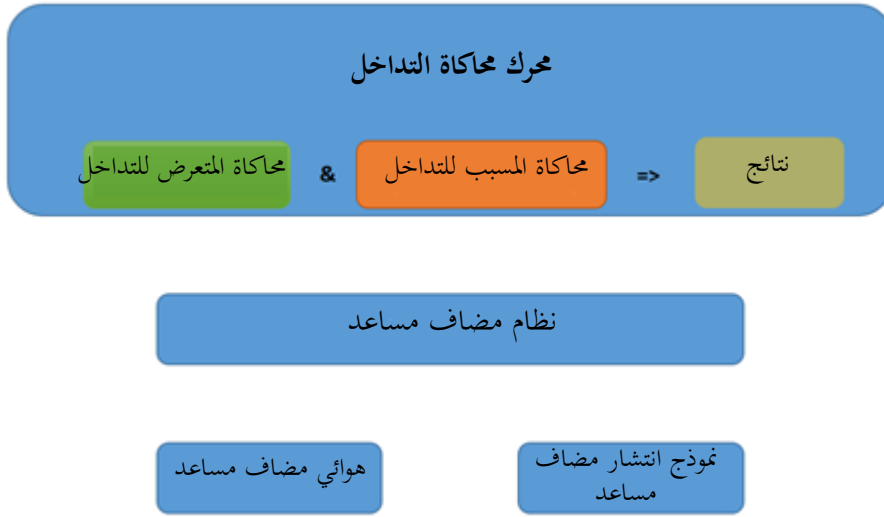 محرك محاكاة التداخل
محاكاة المتعرض للتداخل & محاكاة المسبب للتداخل => نتائج
نظام مضاف مساعد
هوائي مضاف مساعد
نموذج انتشار مضاف
مساعد